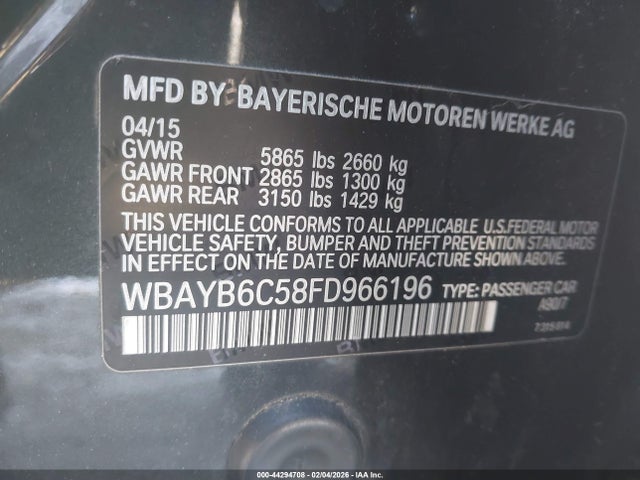 MFD BY: BAYERISCHE MOTOREN WERKE AG
04/15
GVWR 5865 lbs 2660 kg
GAWR FRONT 2865 lbs 1300 kg
GAWR REAR 3150 lbs 1429 kg
THIS VEHICLE CONFORMS TO ALL APPLICABLE U.S.FEDERAL MOTOR
VEHICLE SAFETY, BUMPER AND THEFT PREVENTION STANDARDS
IN EFFECT ON THE DATE OF MANUFACTURE SHOWN ABOVE.
WBAYB6C58FD966196 TYPE: PASSENGER CAR
A90/7
000-44294708 - 02/04/2026 - IAA Inc.